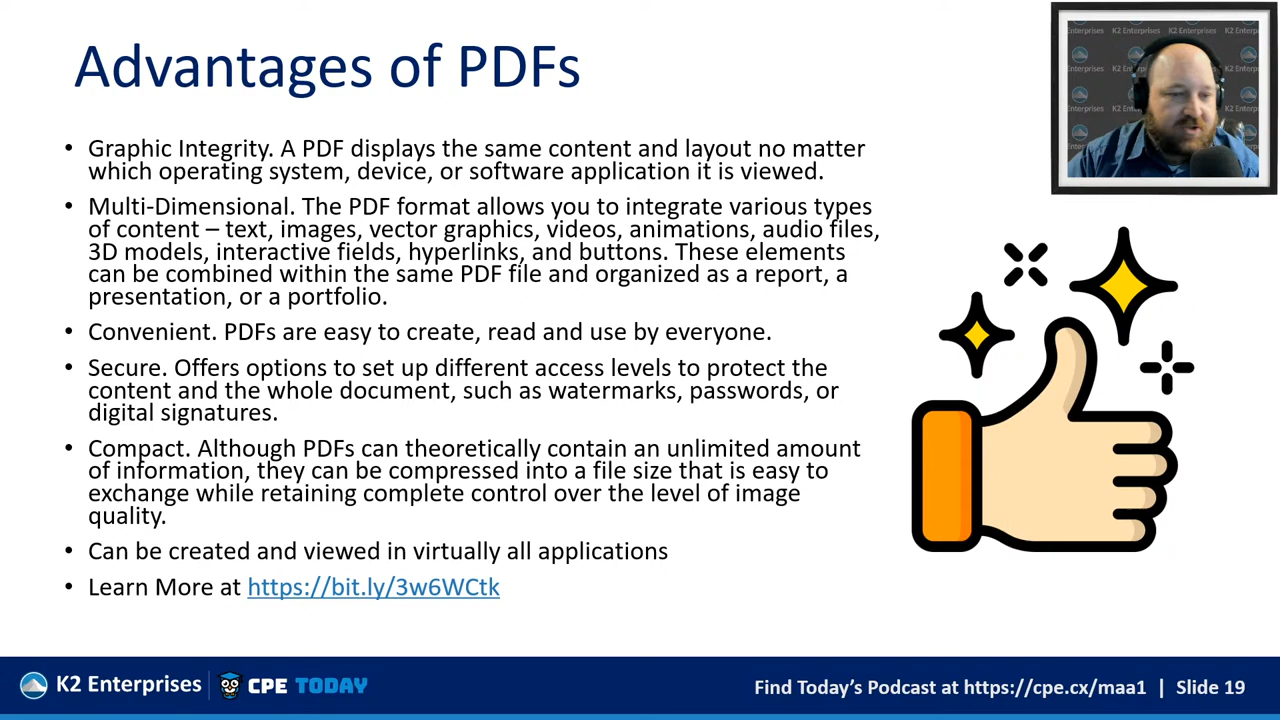 Advantages of PDFs
• Graphic Integrity. A PDF displays the same content and layout no matter
which operating system, device, or software application it is viewed.
• Multi-Dimensional. The PDF format allows you to integrate various types
of content – text, images, vector graphics, videos, animations, audio files,
3D models, interactive fields, hyperlinks, and buttons. These elements
can be combined within the same PDF file and organized as a report, a
presentation, or a portfolio.
• Convenient. PDFs are easy to create, read and use by everyone.
• Secure. Offers options to set up different access levels to protect the
content and the whole document, such as watermarks, passwords, or
digital signatures.
• Compact. Although PDFs can theoretically contain an unlimited amount
of information, they can be compressed into a file size that is easy to
exchange while retaining complete control over the level of image
quality.
• Can be created and viewed in virtually all applications
• Learn More at https://bit.ly/3w6WCtk
K2 Enterprises
CPE TODAY
Find Today’s Podcast at https://cpe.cx/maa1 | Slide 19